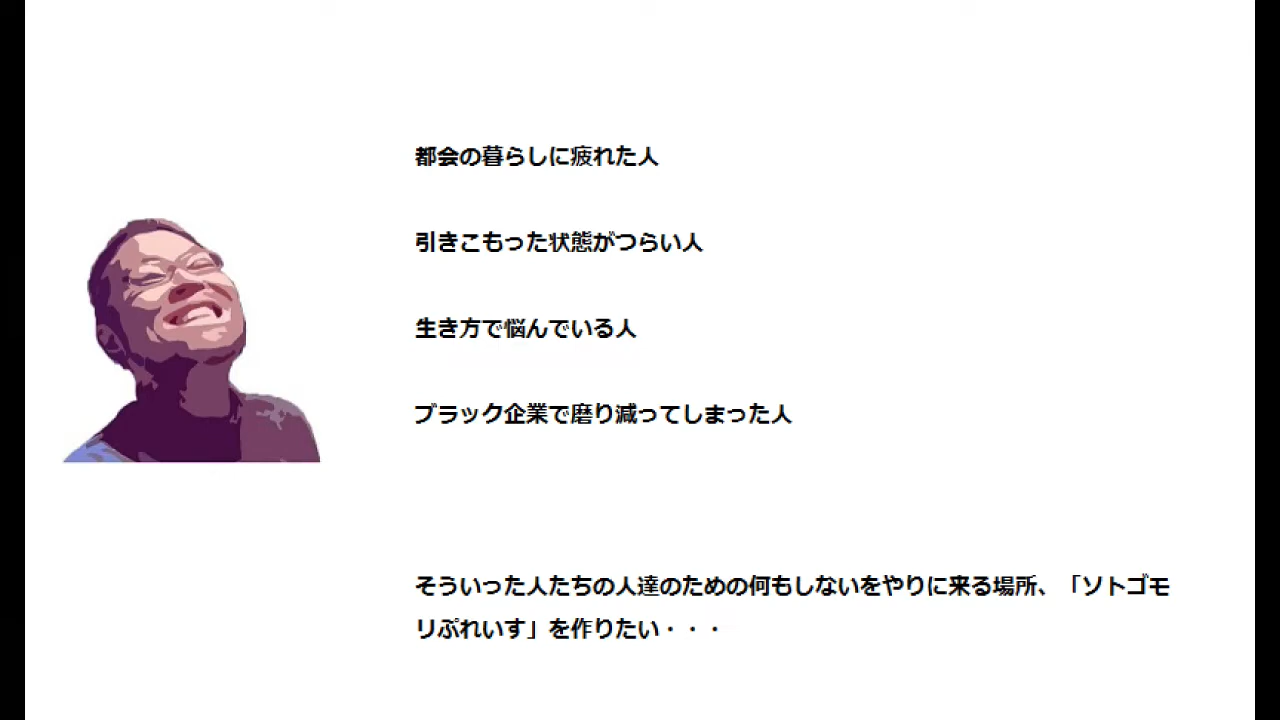 都会の暮らしに疲れた人
引きこもった状態がつらい人
生き方で悩んでいる人
ブラック企業で磨り減ってしまった人
そういった人たちの人達のための何もしないをやりに来る場所、「ソトゴモ
リぷれいす」を作りたい・・・